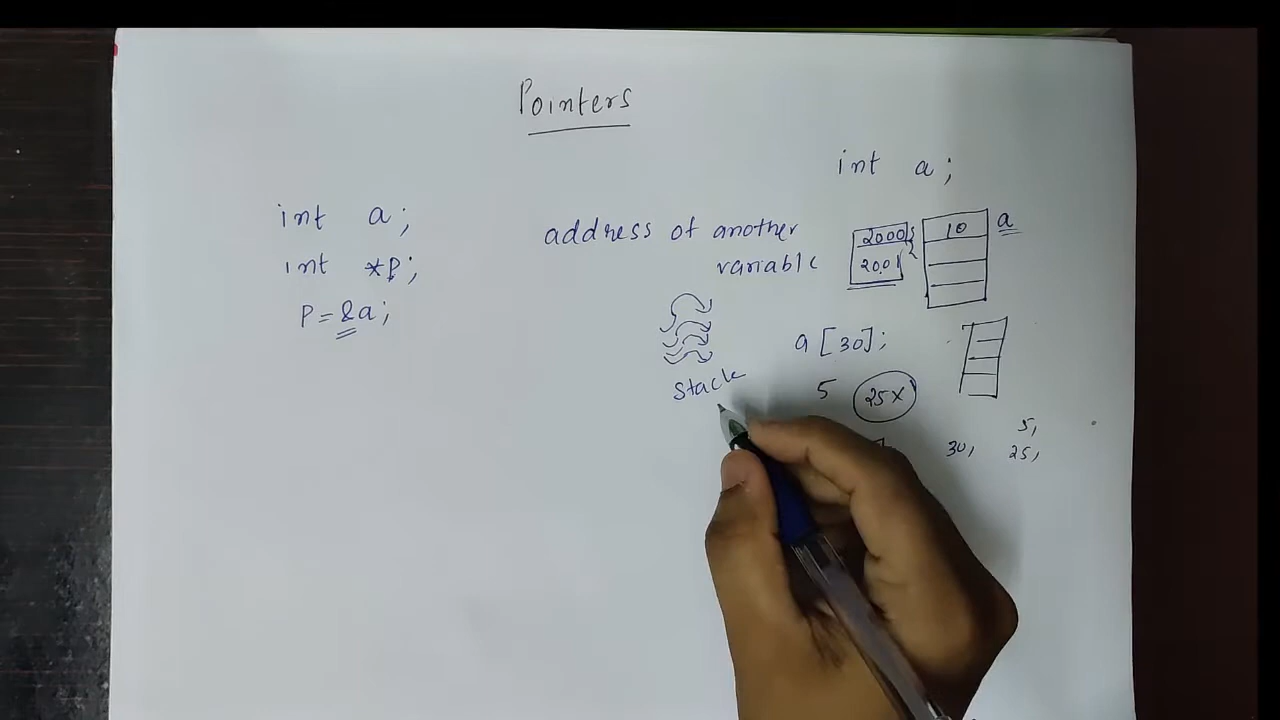 Pointers
int a;
int a;
int *P;
P=&a;
address of another
variable
2000
2001
10
a
a[30];
stack
5
25x
5,
30, 25,